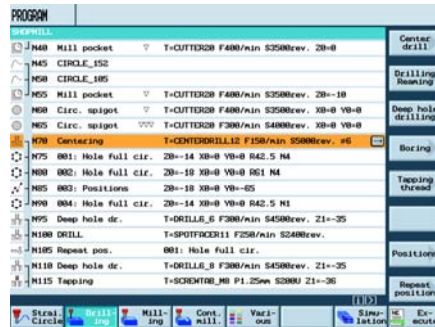 PROGRAM
SHOPMILL
N40 Mill pocket ▽ T=CUTTER20 F400/min S3500rev. Z0=0
N45 CIRCLE_152
N50 CIRCLE_105
N55 Mill pocket ▽ T=CUTTER20 F400/min S3500rev. Z0=-10
N60 Circ. spigot ▽ T=CUTTER20 F400/min S3500rev. X0=0 Y0=0
N65 Circ. spigot ▽▽▽ T=CUTTER20 F300/min S4000rev. X0=0 Y0=0
N70 Centering T=CENTERDRILL12 F150/min S5000rev. ø6
N75 001: Hole full cir. Z0=-14 X0=0 Y0=0 R42.5 N4
N80 002: Hole full cir. Z0=-18 X0=0 Y0=0 R61 N4
N85 003: Positions Z0=-18 X0=0 Y0=-65
N90 004: Hole full cir. Z0=-14 X0=0 Y0=0 R42.5 N1
N95 Deep hole dr. T=DRILL6_6 F300/min S4500rev. Z1=-35
N100 DRILL T=SPOTFACER11 F250/min S2400rev.
N105 Repeat pos. 001: Hole full cir.
N110 Deep hole dr. T=DRILL6_8 F300/min S4500rev. Z1=-35
N115 Tapping T=SCREWTAB_M8 P1.25mm S200U Z1=-36
Center drill
Drilling Reaming
Deep hole drilling
Boring
Tapping thread
Positions
Repeat position
Strai. Circle
Drill- ing
Mill- ing
Cont. mill.
Vari- ous
Simu- lation
Ex- ecut